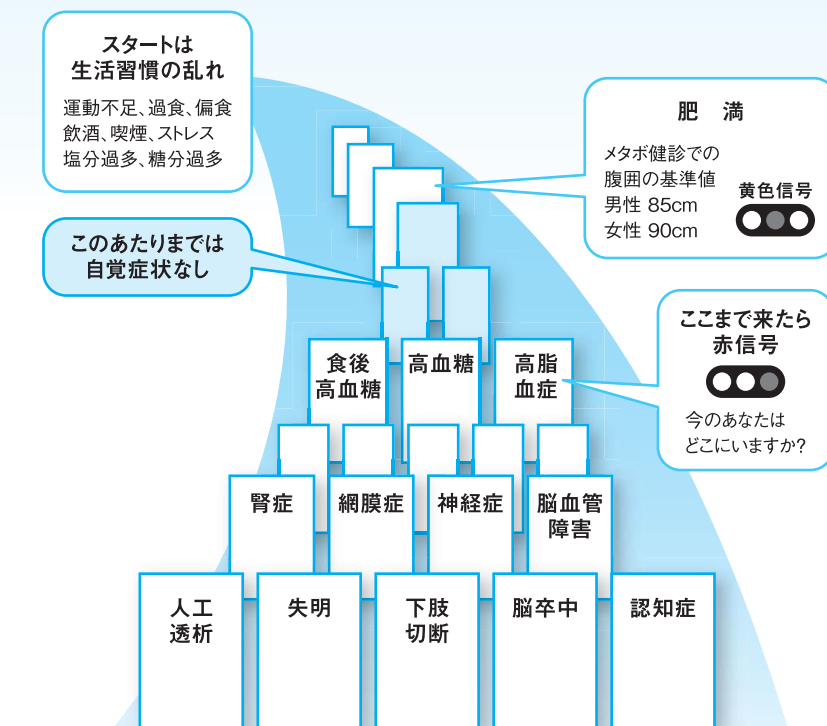 スタートは
生活習慣の乱れ
運動不足、過食、偏食
飲酒、喫煙、ストレス
塩分過多、糖分過多
肥　満
メタボ健診での
腹囲の基準値
男性 85cm
女性 90cm
黄色信号
このあたりまでは
自覚症状なし
ここまで来たら
赤信号
今のあなたは
どこにいますか?
食後
高血糖
高血糖
高脂
血症
腎症
網膜症
神経症
脳血管
障害
人工
透析
失明
下肢
切断
脳卒中
認知症